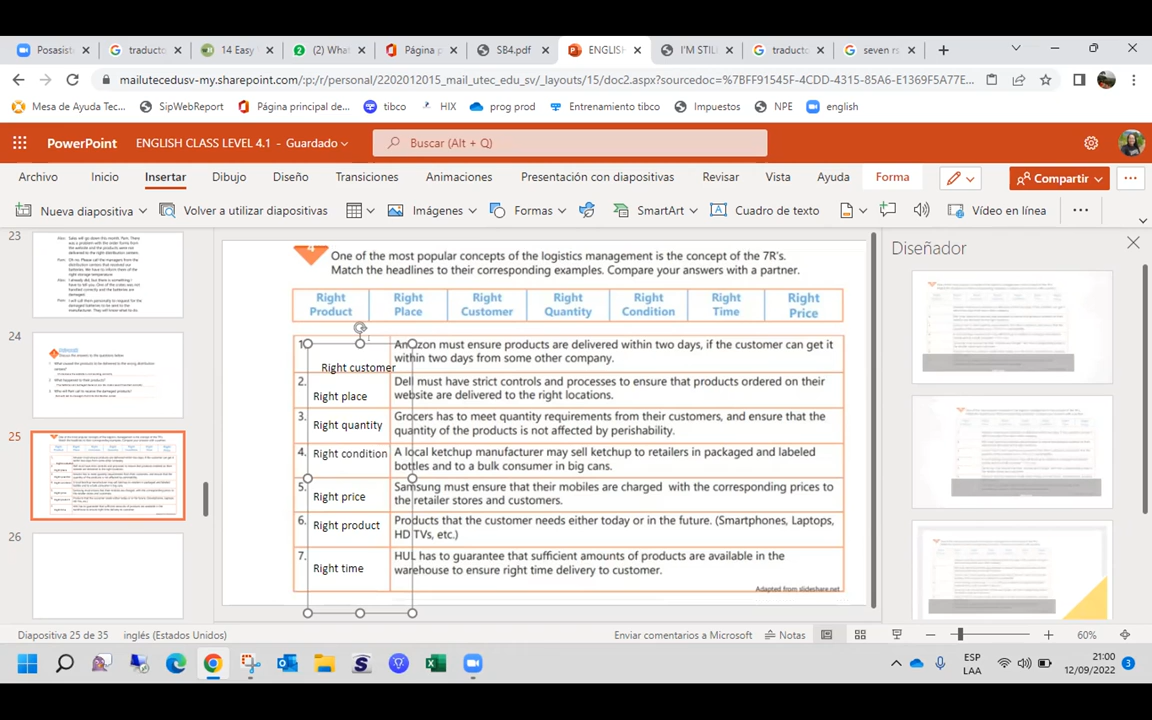 Posasist
traducto
14 Easy
(2) What
Página p
SB4.pdf
ENGLISH
I'M STIL
traducto
seven rs
mailutecedusv-my.sharepoint.com/:p:/r/personal/2202012015_mail_utec_edu_sv/_layouts/15/doc2.aspx?sourcedoc=%7BFF91545F-4CDD-4315-85A6-E1369F5A77E...
Mesa de Ayuda Tec...
SipWebReport
Página principal de...
tibco
HIX
prog prod
Entrenamiento tibco
Impuestos
NPE
english
PowerPoint
ENGLISH CLASS LEVEL 4.1 - Guardado
Buscar (Alt + Q)
Archivo
Inicio
Insertar
Dibujo
Diseño
Transiciones
Animaciones
Presentación con diapositivas
Revisar
Vista
Ayuda
Forma
Compartir
Nueva diapositiva
Volver a utilizar diapositivas
Imágenes
Formas
SmartArt
Cuadro de texto
Vídeo en línea
23
24
25
26
4
One of the most popular concepts of the logistics management is the concept of the 7R's.
Match the headlines to their corresponding examples. Compare your answers with a partner.
Right Product
Right Place
Right Customer
Right Quantity
Right Condition
Right Time
Right Price
1
Amazon must ensure products are delivered within two days, if the customer can get it
within two days from some other company.
Right customer
2.
Dell must have strict controls and processes to ensure that products ordered on their
website are delivered to the right locations.
Right place
3.
Grocers has to meet quantity requirements from their customers, and ensure that the
quantity of the products is not affected by perishability.
Right quantity
4.
A local ketchup manufacturer may sell ketchup to retailers in packaged and labeled
bottles and to a bulk consumer in big cans.
Right condition
5.
Samsung must ensure that their mobiles are charged with the corresponding prices to
the retailer stores and customers.
Right price
6.
Products that the customer needs either today or in the future. (Smartphones, Laptops,
HD TVs, etc.)
Right product
7.
HUL has to guarantee that sufficient amounts of products are available in the
warehouse to ensure right time delivery to customer.
Right time
Adapted from slideshare.net
Diseñador
Diapositiva 25 de 35
inglés (Estados Unidos)
Enviar comentarios a Microsoft
Notas
60%
ESP
LAA
21:00
12/09/2022
3